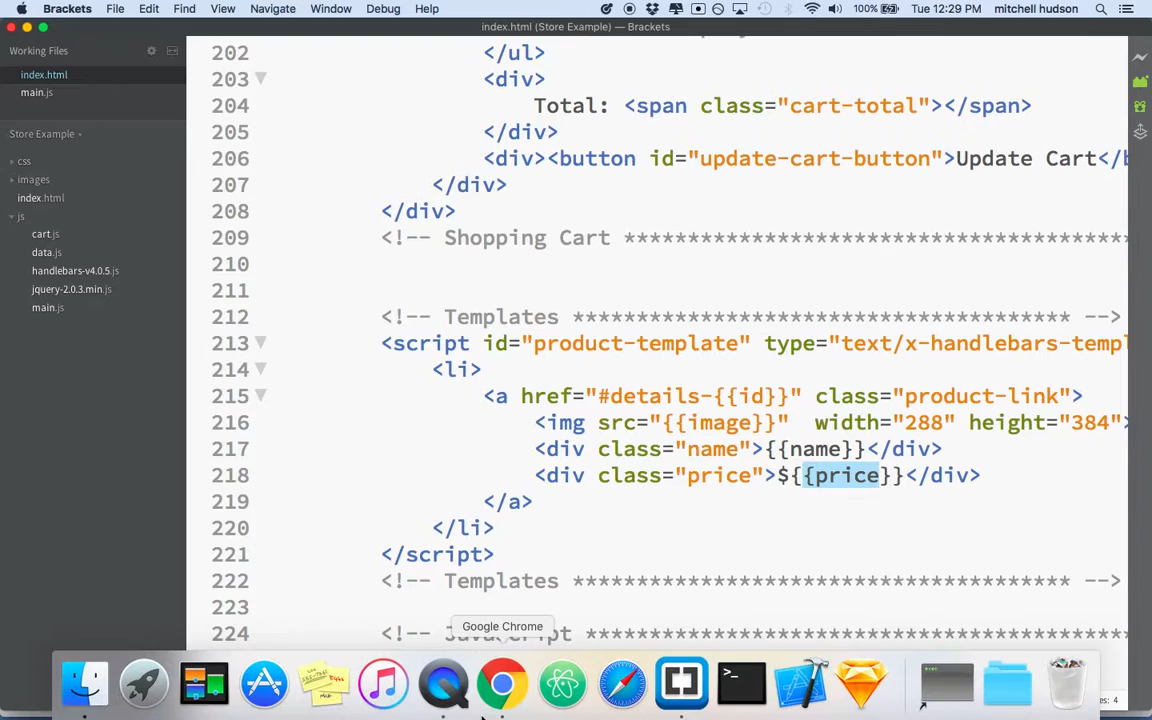 Brackets File Edit Find View Navigate Window Debug Help 100% Tue 12:29 PM mitchell hudson
index.html (Store Example) — Brackets
Working Files
index.html
main.js
Store Example
css
images
index.html
js
cart.js
data.js
handlebars-v4.0.5.js
jquery-2.0.3.min.js
main.js
202 </ul>
203 <div>
204 Total: <span class="cart-total"></span>
205 </div>
206 <div><button id="update-cart-button">Update Cart</b
207 </div>
208 </div>
209 <!-- Shopping Cart ***************************************
210
211
212 <!-- Templates *************************************** -->
213 <script id="product-template" type="text/x-handlebars-templ
214 <li>
215 <a href="#details-{{id}}" class="product-link">
216 <img src="{{image}}"  width="288" height="384">
217 <div class="name">{{name}}</div>
218 <div class="price">${{price}}</div>
219 </a>
220 </li>
221 </script>
222 <!-- Templates *************************************** -->
223
224 <!-- JavaScript ***************************************
Google Chrome